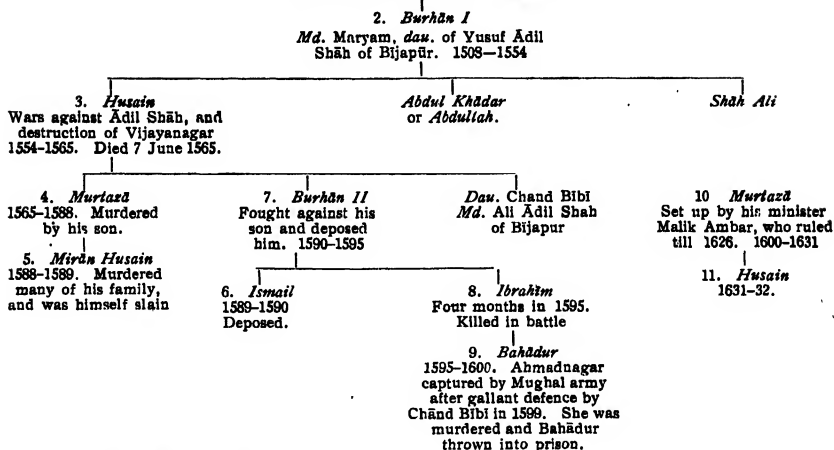 2. Burhān I
Md. Maryam, dau. of Yusuf Ādil
Shāh of Bījapūr. 1508—1554
3. Husain
Wars against Ādil Shāh, and
destruction of Vijayanagar
1554-1565. Died 7 June 1565.
Abdul Khādar
or Abdullah.
Shāh Ali
4. Murtazā
1565-1588. Murdered
by his son.
7. Burhān II
Fought against his
son and deposed
him. 1590-1595
Dau. Chand Bībī
Md. Ali Ādil Shah
of Bījapur
10 Murtazā
Set up by his minister
Malik Ambar, who ruled
till 1626. 1600-1631
5. Mirān Husain
1588-1589. Murdered
many of his family,
and was himself slain
6. Ismail
1589-1590
Deposed.
8. Ibrahīm
Four months in 1595.
Killed in battle
11. Husain
1631-32.
9. Bahādur
1595-1600. Ahmadnagar
captured by Mughal army
after gallant defence by
Chānd Bībī in 1599. She was
murdered and Bahādur
thrown into prison.